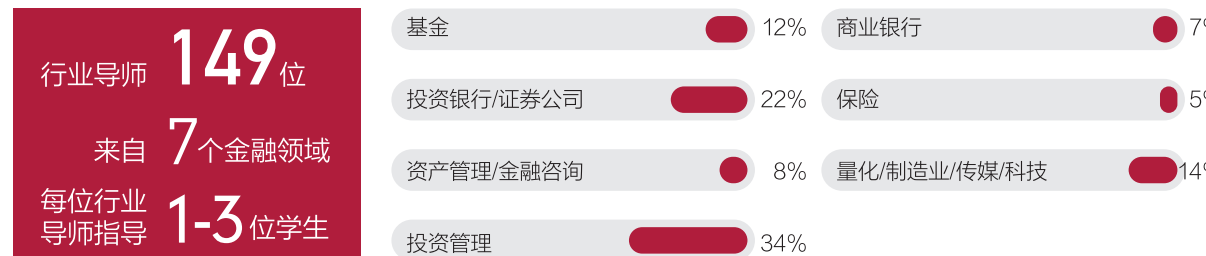 行业导师 149 位
来自 7 个金融领域
每位行业
导师指导 1-3 位学生
基金 12%
投资银行/证券公司 22%
资产管理/金融咨询 8%
投资管理 34%
商业银行 7%
保险 5%
量化/制造业/传媒/科技 14%